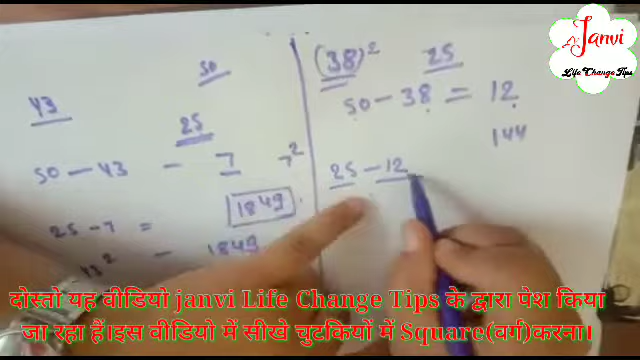 50
43
25
50 - 43 - 7 7²
25 - 7 =
1849
43² - 1849
(38)² 25
50 - 38 = 12
144
25 - 12
Janvi
Life Change Tips
दोस्तो यह वीडियो janvi Life Change Tips के द्वारा पेश किया
जा रहा हैं।इस वीडियो में सीखे चुटकियों में Square(वर्ग)करना।